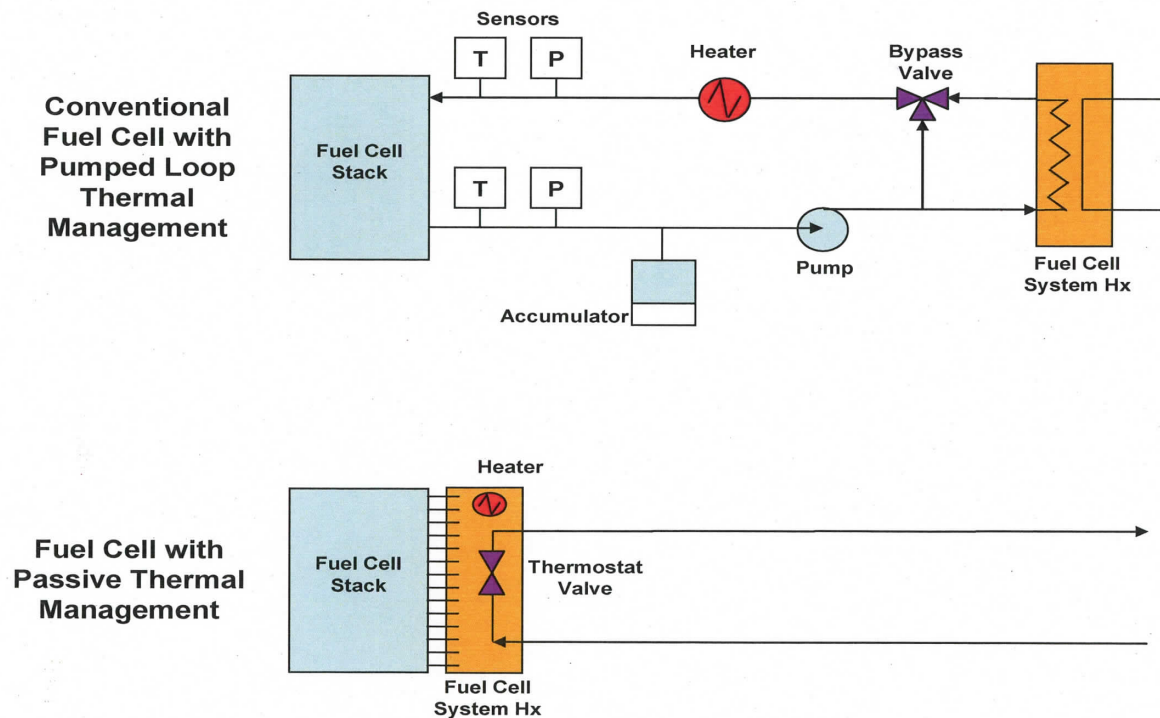 Conventional
Fuel Cell with
Pumped Loop
Thermal
Management
Sensors
T
P
Heater
Bypass
Valve
Fuel Cell
Stack
T
P
Accumulator
Pump
Fuel Cell
System Hx
Fuel Cell with
Passive Thermal
Management
Fuel Cell
Stack
Heater
Thermostat
Valve
Fuel Cell
System Hx